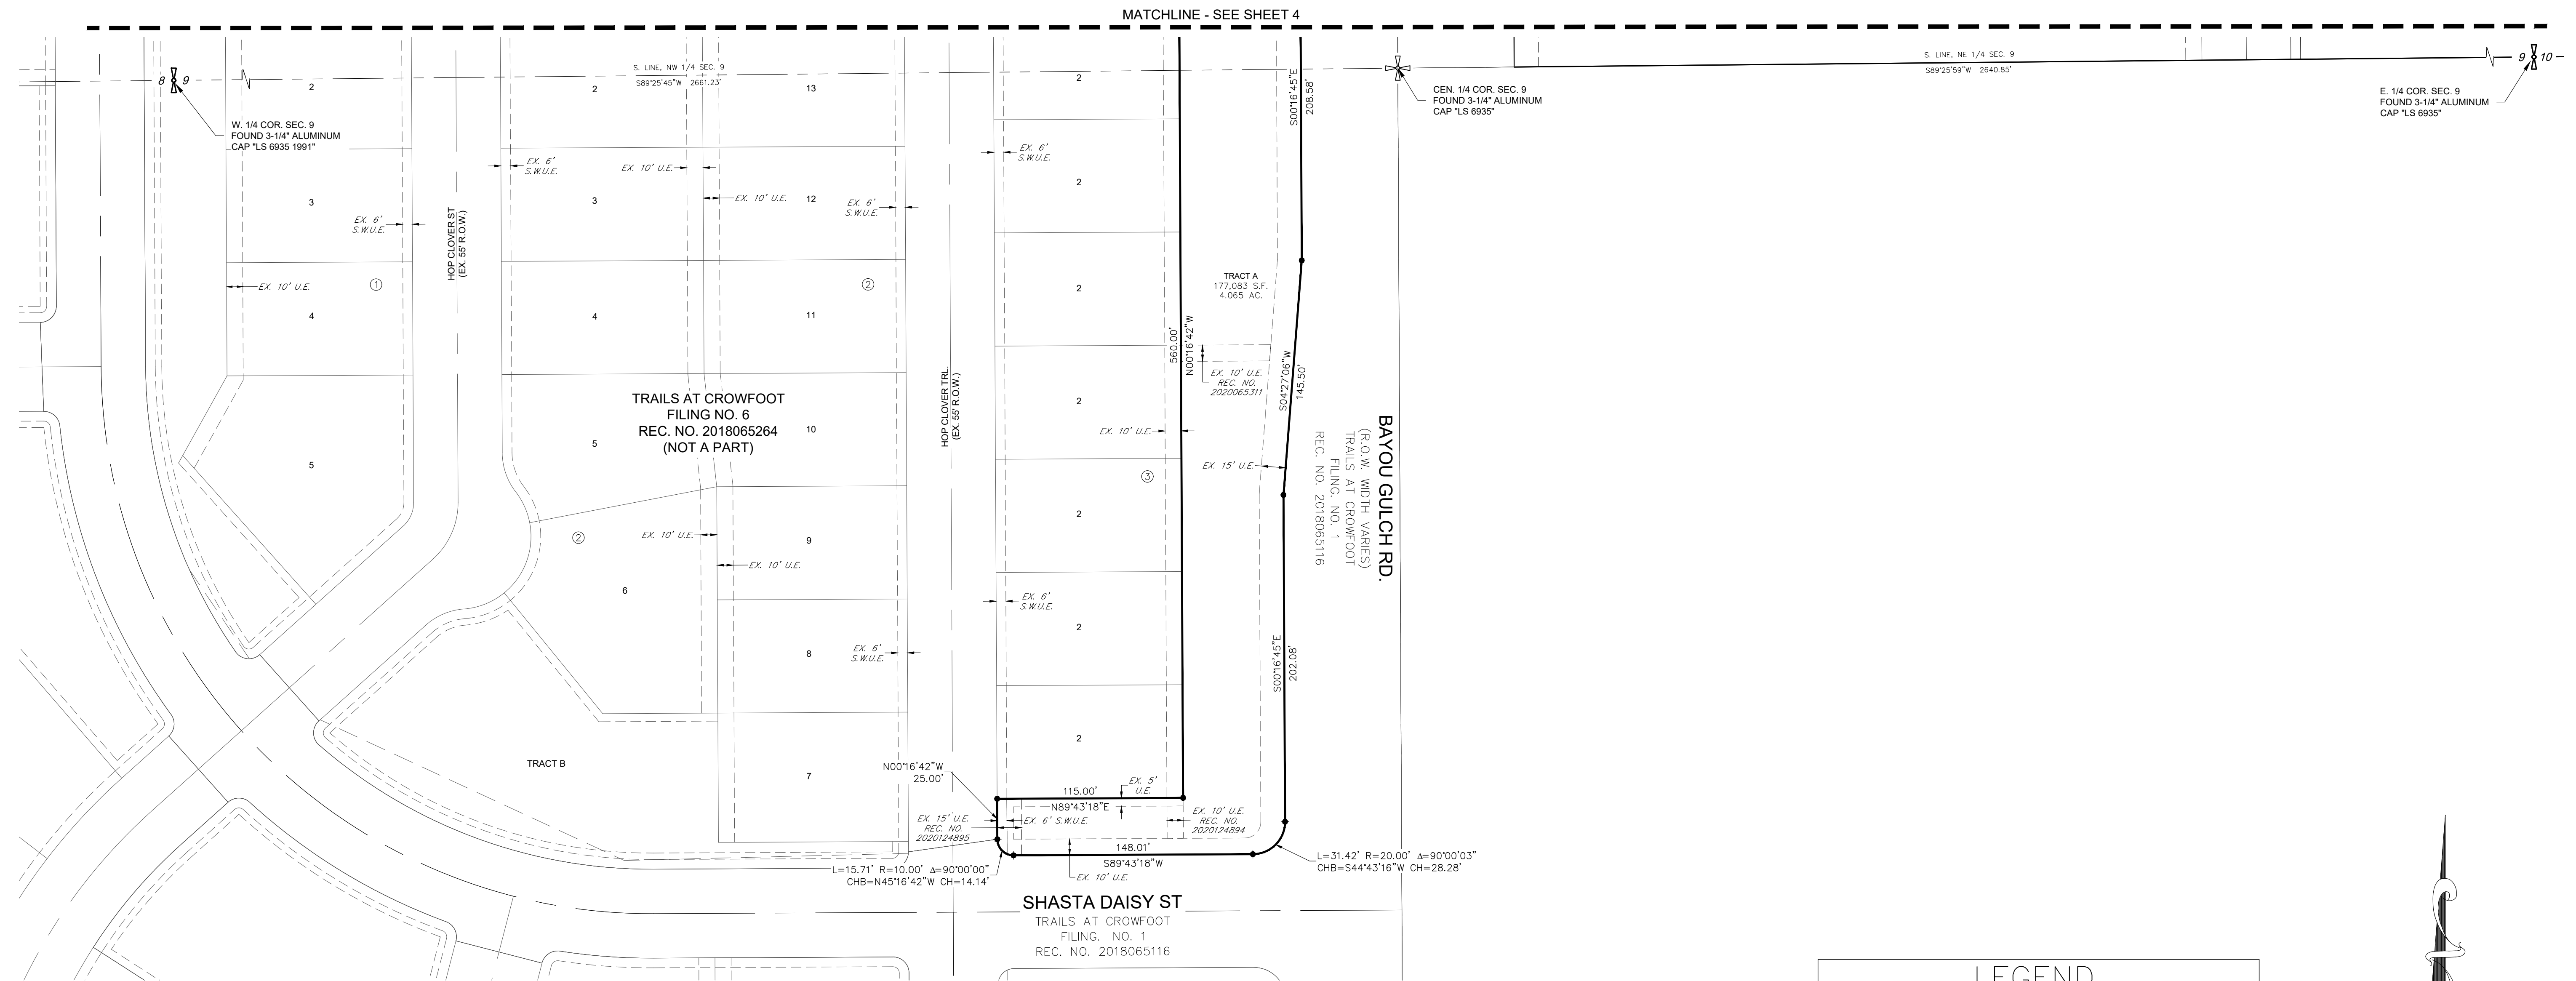 MATCHLINE - SEE SHEET 4
8
9
W. 1/4 COR. SEC. 9
FOUND 3-1/4" ALUMINUM
CAP "LS 6935 1991"
S. LINE, NW 1/4 SEC. 9
S89°25'45"W 2661.23'
CEN. 1/4 COR. SEC. 9
FOUND 3-1/4" ALUMINUM
CAP "LS 6935"
S. LINE, NE 1/4 SEC. 9
S89°25'59"W 2640.85'
9
10
E. 1/4 COR. SEC. 9
FOUND 3-1/4" ALUMINUM
CAP "LS 6935"
2
3
4
5
1
EX. 6'
S.W.U.E.
EX. 10' U.E.
HOP CLOVER ST
(EX. 55' R.O.W.)
2
3
4
5
6
2
EX. 6'
S.W.U.E.
EX. 10' U.E.
EX. 10' U.E.
13
12
11
10
9
8
7
2
EX. 6'
S.W.U.E.
TRAILS AT CROWFOOT
FILING NO. 6
REC. NO. 2018065264
(NOT A PART)
EX. 10' U.E.
EX. 10' U.E.
EX. 6'
S.W.U.E.
TRACT B
HOP CLOVER TRL.
(EX. 55' R.O.W.)
2
2
2
2
2
2
2
3
EX. 6'
S.W.U.E.
EX. 10' U.E.
EX. 6'
S.W.U.E.
560.00'
N00°16'42"W
TRACT A
177,083 S.F.
4.065 AC.
EX. 10' U.E.
REC. NO.
2020065311
EX. 15' U.E.
S00°16'45"E
208.58'
S04°27'06"W
145.50'
S00°16'45"E
202.08'
BAYOU GULCH RD.
(R.O.W. WIDTH VARIES)
TRAILS AT CROWFOOT
FILING. NO. 1
REC. NO. 2018065116
N00°16'42"W
25.00'
115.00'
N89°43'18"E
EX. 5'
U.E.
EX. 15' U.E.
REC. NO.
2020124895
EX. 6' S.W.U.E.
EX. 10' U.E.
REC. NO.
2020124894
148.01'
S89°43'18"W
EX. 10' U.E.
L=15.71' R=10.00' Δ=90°00'00"
CHB=N45°16'42"W CH=14.14'
L=31.42' R=20.00' Δ=90°00'03"
CHB=S44°43'16"W CH=28.28'
SHASTA DAISY ST
TRAILS AT CROWFOOT
FILING. NO. 1
REC. NO. 2018065116
LEGEND